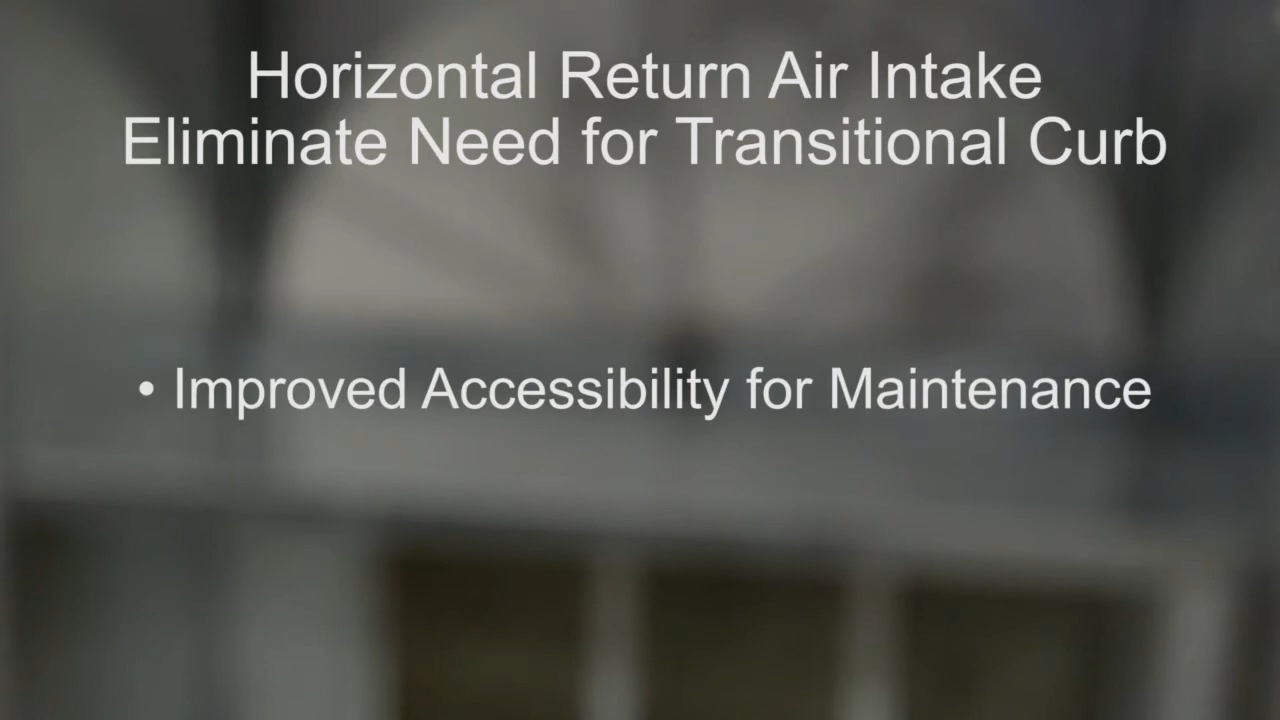 Horizontal Return Air Intake
Eliminate Need for Transitional Curb
• Improved Accessibility for Maintenance